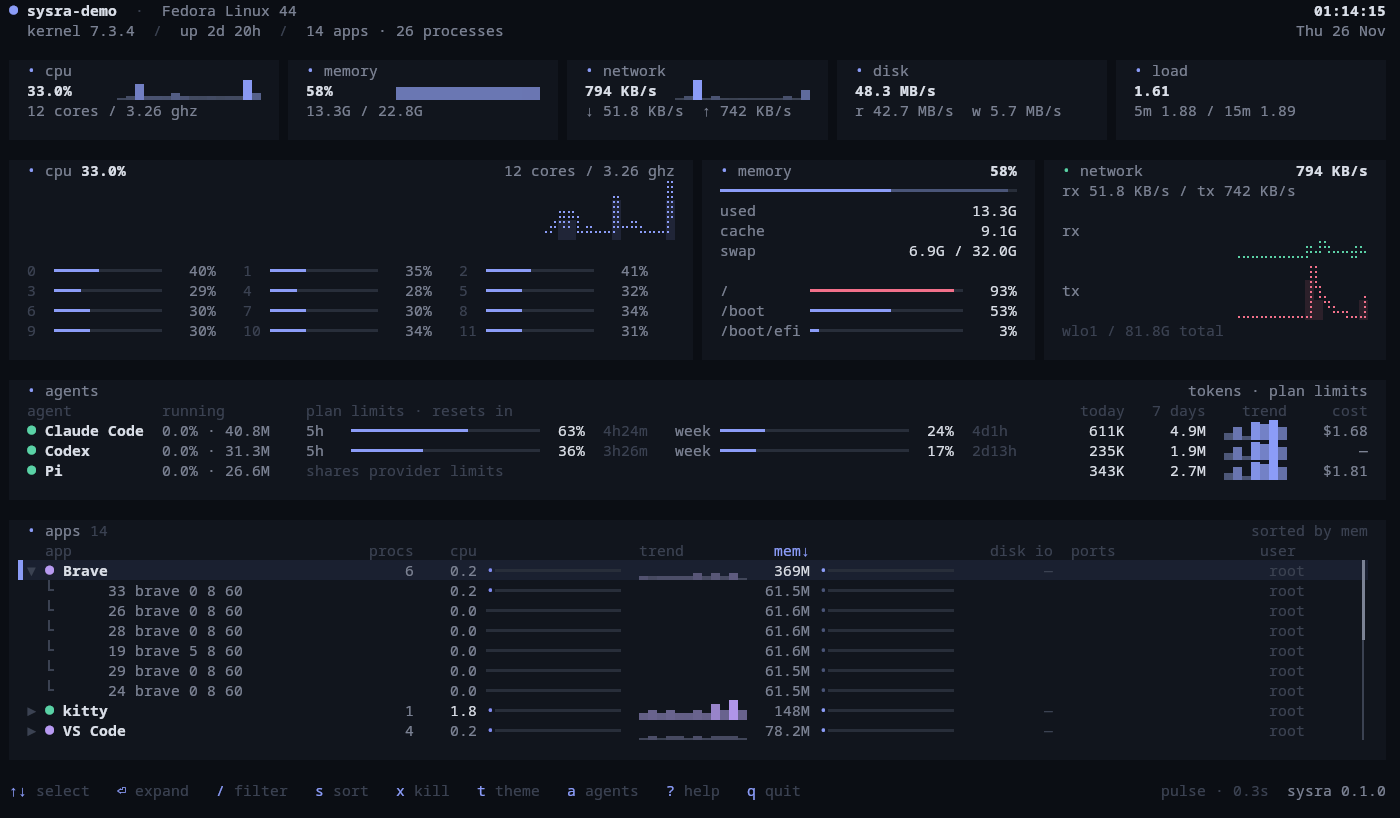 sysra-demo · Fedora Linux 44 01:14:15
kernel 7.3.4 / up 2d 20h / 14 apps · 26 processes Thu 26 Nov
• cpu • memory • network • disk • load
33.0% 58% 794 KB/s 48.3 MB/s 1.61
12 cores / 3.26 ghz 13.3G / 22.8G ↓ 51.8 KB/s ↑ 742 KB/s r 42.7 MB/s w 5.7 MB/s 5m 1.88 / 15m 1.89
• cpu 33.0% 12 cores / 3.26 ghz
0 40% 1 35% 2 41%
3 29% 4 28% 5 32%
6 30% 7 30% 8 34%
9 30% 10 34% 11 31%
• memory 58%
used 13.3G
cache 9.1G
swap 6.9G / 32.0G
/ 93%
/boot 53%
/boot/efi 3%
• network 794 KB/s
rx 51.8 KB/s / tx 742 KB/s
rx
tx
wlo1 / 81.8G total
• agents tokens · plan limits
agent running plan limits · resets in today 7 days trend cost
Claude Code 0.0% · 40.8M 5h 63% 4h24m week 24% 4d1h 611K 4.9M $1.68
Codex 0.0% · 31.3M 5h 36% 3h26m week 17% 2d13h 235K 1.9M —
Pi 0.0% · 26.6M shares provider limits 343K 2.7M $1.81
• apps 14 sorted by mem
app procs cpu trend mem↓ disk io ports user
▼ Brave 6 0.2 369M — root
└ 33 brave 0 8 60 0.2 61.5M root
└ 26 brave 0 8 60 0.0 61.6M root
└ 28 brave 0 8 60 0.0 61.6M root
└ 19 brave 5 8 60 0.0 61.6M root
└ 29 brave 0 8 60 0.0 61.5M root
└ 24 brave 0 8 60 0.0 61.5M root
▶ kitty 1 1.8 148M — root
▶ VS Code 4 0.2 78.2M — root
↑↓ select ⏎ expand / filter s sort x kill t theme a agents ? help q quit pulse · 0.3s sysra 0.1.0